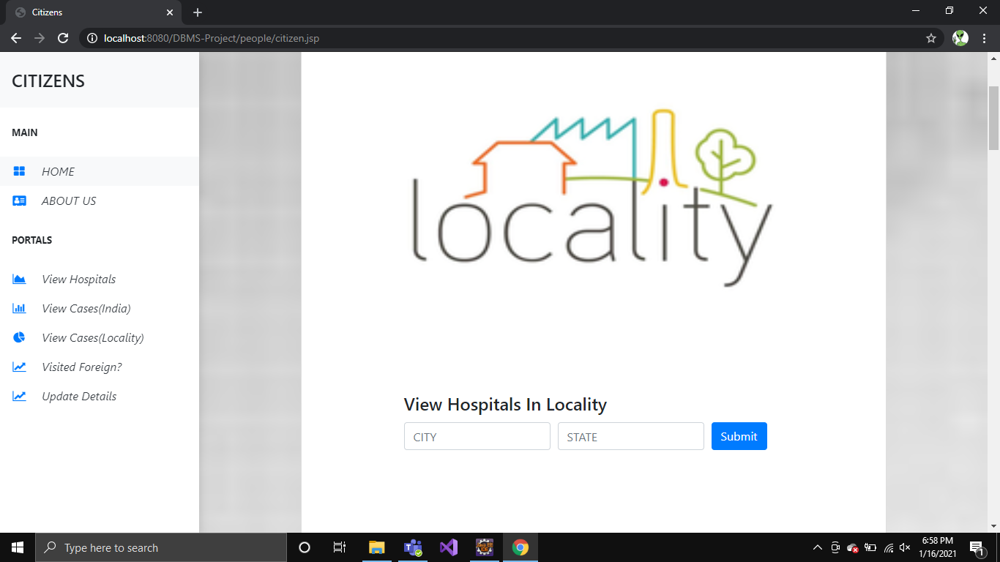 Citizens
localhost:8080/DBMS-Project/people/citizen.jsp
CITIZENS
MAIN
HOME
ABOUT US
PORTALS
View Hospitals
View Cases(India)
View Cases(Locality)
Visited Foreign?
Update Details
locality
View Hospitals In Locality
CITY
STATE
Submit
Type here to search
6:58 PM
1/16/2021
1